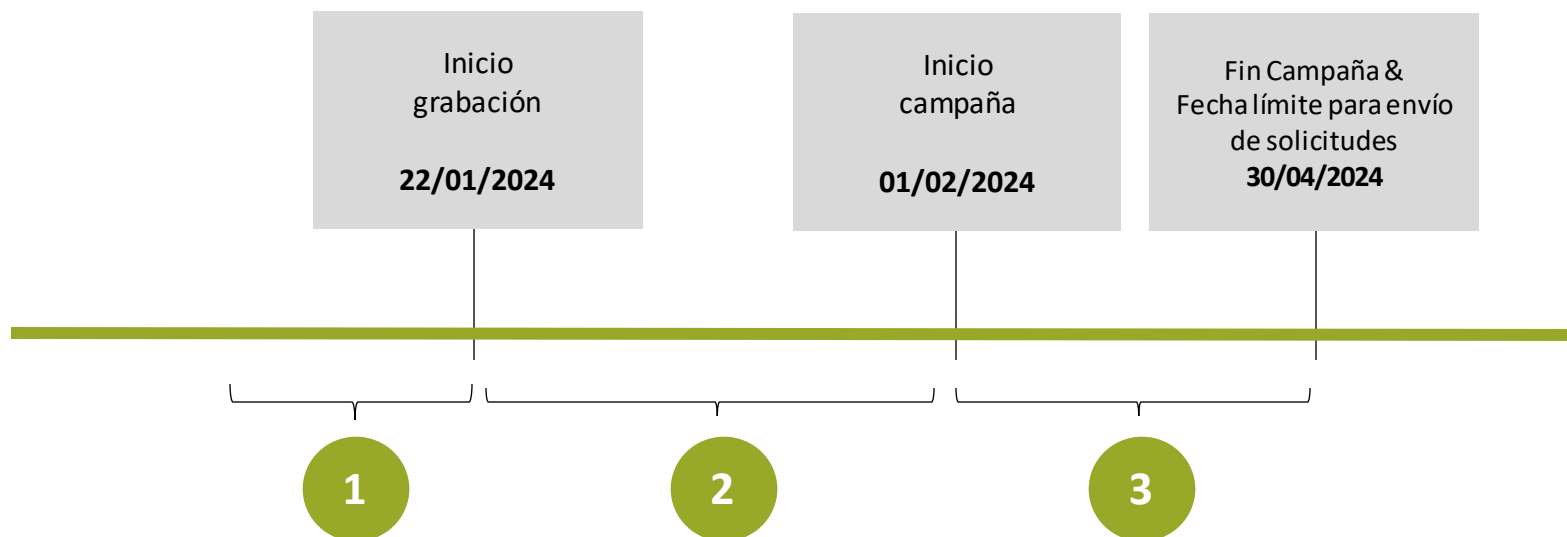 Inicio
grabación
22/01/2024
Inicio
campaña
01/02/2024
Fin Campaña &
Fecha límite para envío
de solicitudes
30/04/2024
1
2
3